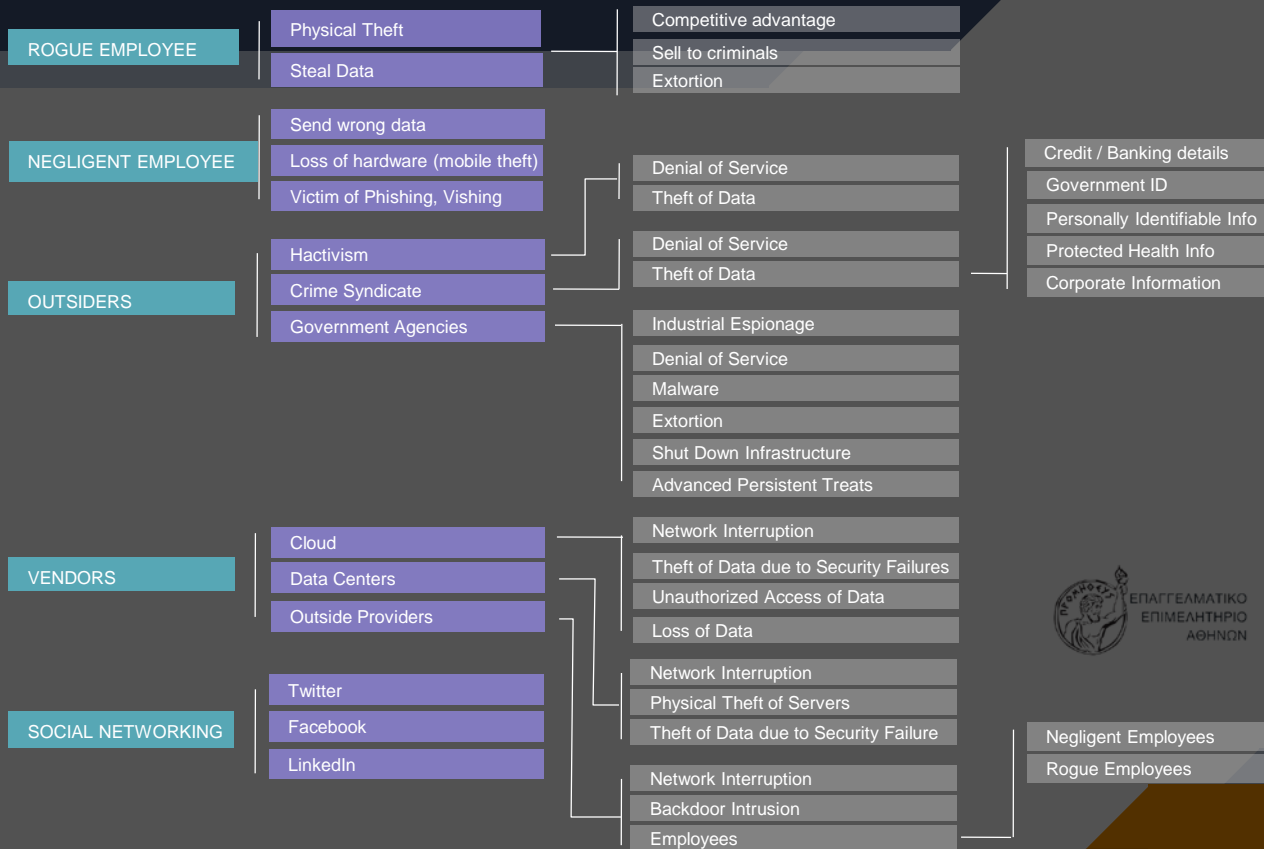 ROGUE EMPLOYEE
Physical Theft
Steal Data
Competitive advantage
Sell to criminals
Extortion
NEGLIGENT EMPLOYEE
Send wrong data
Loss of hardware (mobile theft)
Victim of Phishing, Vishing
OUTSIDERS
Hactivism
Crime Syndicate
Government Agencies
Denial of Service
Theft of Data
Denial of Service
Theft of Data
Credit / Banking details
Government ID
Personally Identifiable Info
Protected Health Info
Corporate Information
Industrial Espionage
Denial of Service
Malware
Extortion
Shut Down Infrastructure
Advanced Persistent Treats
VENDORS
Cloud
Data Centers
Outside Providers
Network Interruption
Theft of Data due to Security Failures
Unauthorized Access of Data
Loss of Data
Network Interruption
Physical Theft of Servers
Theft of Data due to Security Failure
Network Interruption
Backdoor Intrusion
Employees
Negligent Employees
Rogue Employees
SOCIAL NETWORKING
Twitter
Facebook
LinkedIn
ΠΡΟΜΗΘΕΥΣ
ΕΠΑΓΓΕΛΜΑΤΙΚΟ
ΕΠΙΜΕΛΗΤΗΡΙΟ
ΑΘΗΝΩΝ